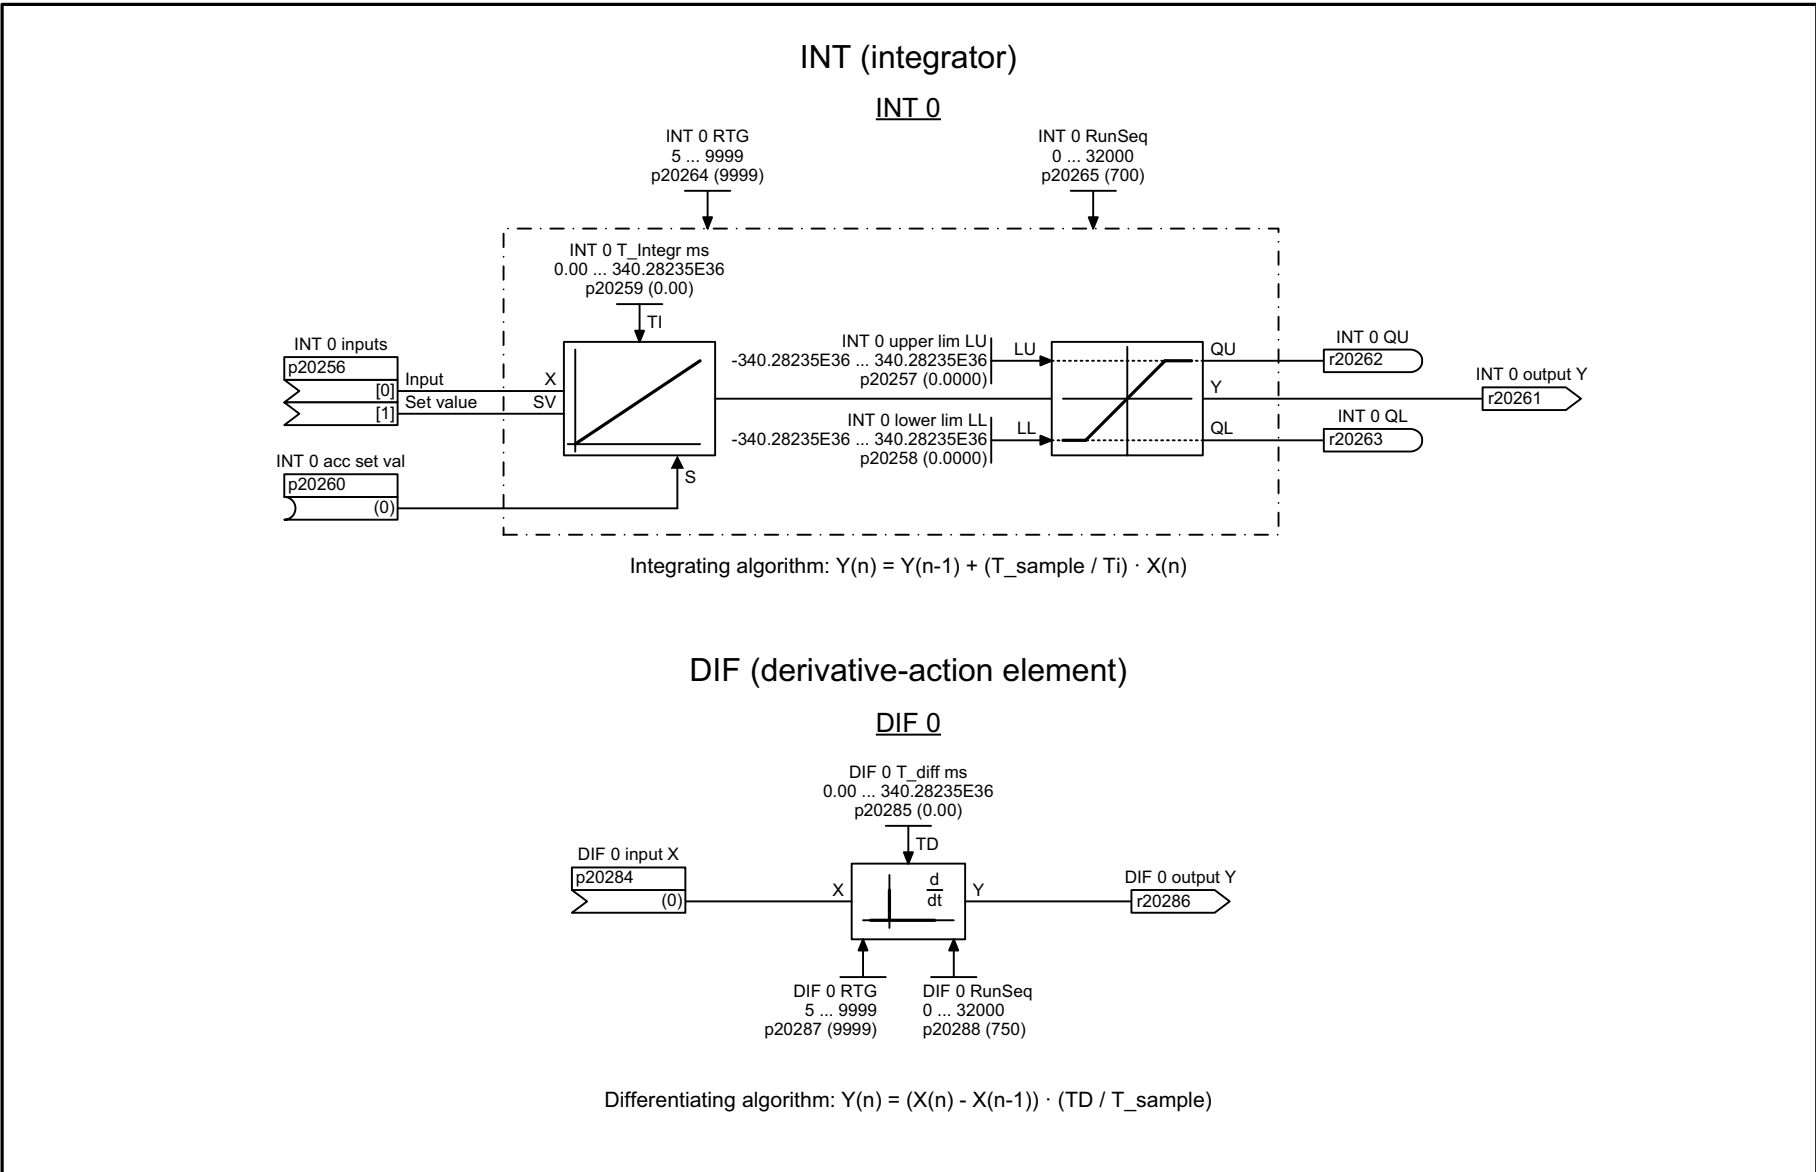 INT (integrator)
INT 0
INT 0 RTG
5 ... 9999
p20264 (9999)
INT 0 RunSeq
0 ... 32000
p20265 (700)
INT 0 T_Integr ms
0.00 ... 340.28235E36
p20259 (0.00)
TI
INT 0 inputs
p20256
[0]
[1]
Input
Set value
X
SV
INT 0 acc set val
p20260
(0)
S
INT 0 upper lim LU
-340.28235E36 ... 340.28235E36
p20257 (0.0000)
LU
INT 0 lower lim LL
-340.28235E36 ... 340.28235E36
p20258 (0.0000)
LL
QU
Y
QL
INT 0 QU
r20262
INT 0 output Y
r20261
INT 0 QL
r20263
Integrating algorithm: Y(n) = Y(n-1) + (T_sample / Ti) · X(n)
DIF (derivative-action element)
DIF 0
DIF 0 T_diff ms
0.00 ... 340.28235E36
p20285 (0.00)
TD
DIF 0 input X
p20284
(0)
X
d
dt
Y
DIF 0 output Y
r20286
DIF 0 RTG
5 ... 9999
p20287 (9999)
DIF 0 RunSeq
0 ... 32000
p20288 (750)
Differentiating algorithm: Y(n) = (X(n) - X(n-1)) · (TD / T_sample)